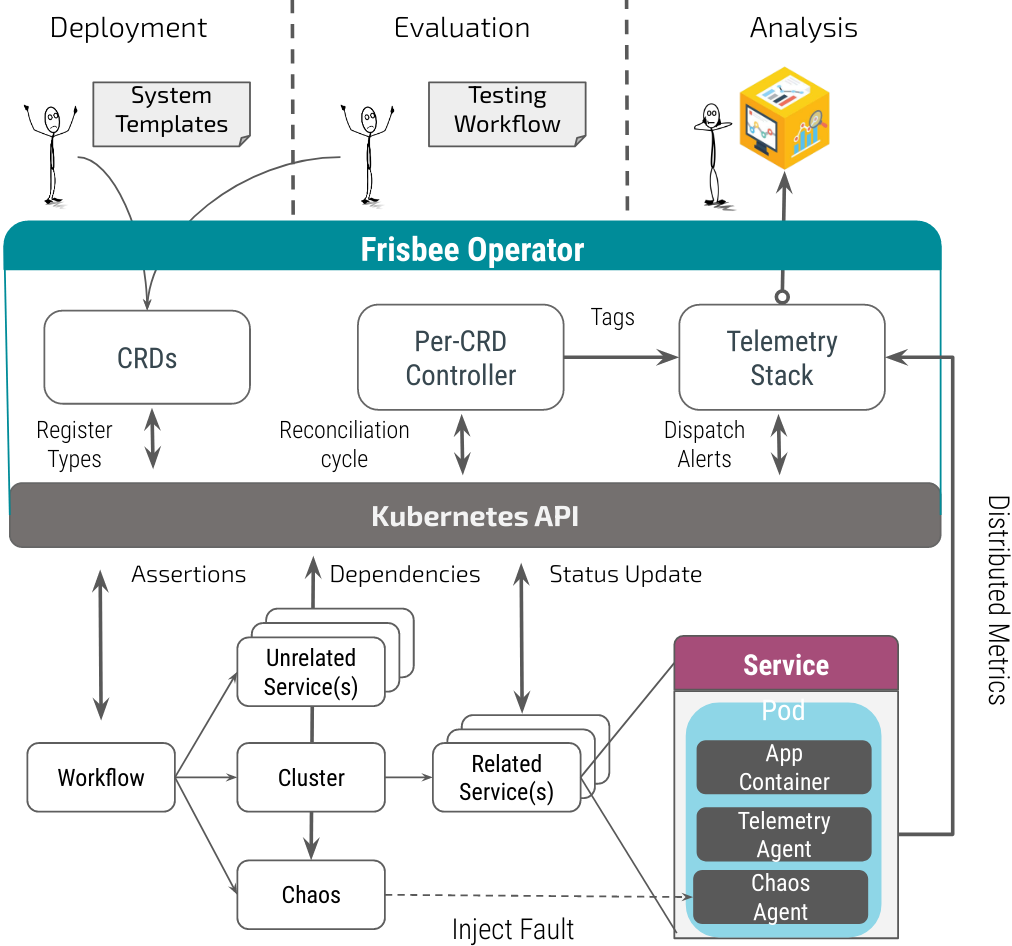 Deployment
Evaluation
Analysis
System
Templates
Testing
Workflow
Frisbee Operator
CRDs
Per-CRD
Controller
Tags
Telemetry
Stack
Register
Types
Reconciliation
cycle
Dispatch
Alerts
Kubernetes API
Distributed Metrics
Assertions
Dependencies
Status Update
Unrelated
Service(s)
Workflow
Cluster
Related
Service(s)
Chaos
Inject Fault
Service
Pod
App
Container
Telemetry
Agent
Chaos
Agent